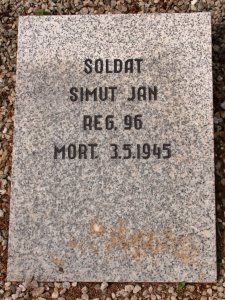 SOLDAT
SIMUT JAN
REG. 96
MORT. 3.5.1945